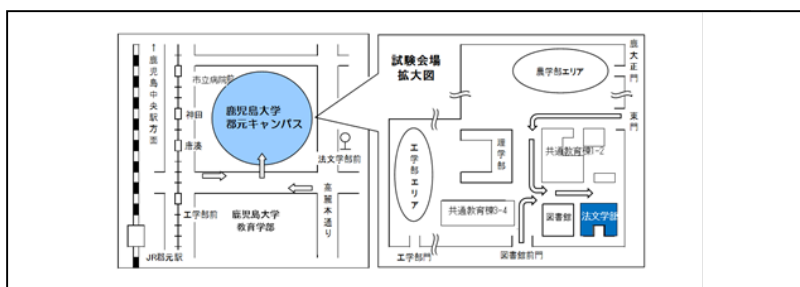 ↑鹿児島中央駅方面
市立病院前
神田
唐湊
工学部前
JR郡元駅
鹿児島大学
郡元キャンパス
法文学部前
鹿児島大学
教育学部
高麗本通り
試験会場
拡大図
農学部エリア
鹿大正門
東門
工学部エリア
理学部
共通教育棟1-2
共通教育棟3-4
図書館
法文学部
工学部門
図書館前門